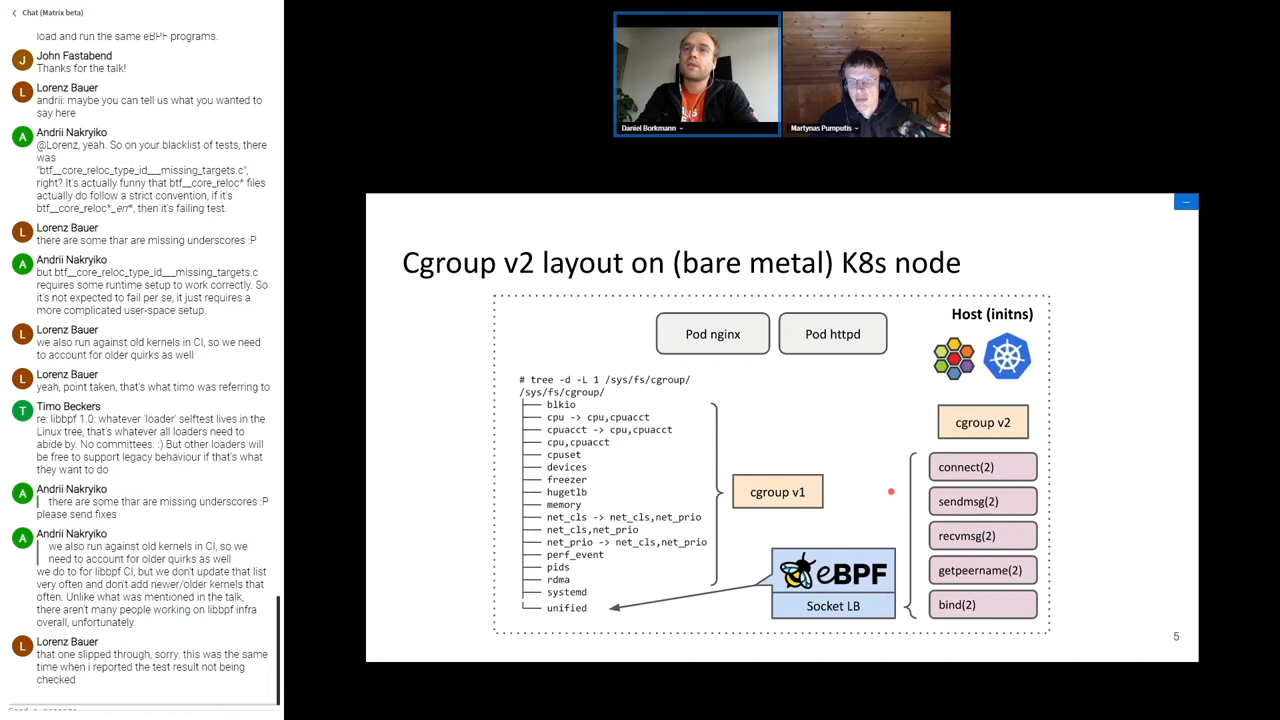 Chat (Matrix beta)
load and run the same eBPF programs.
J
John Fastabend
Thanks for the talk!
L
Lorenz Bauer
andrii: maybe you can tell us what you wanted to
say here
A
Andrii Nakryiko
@Lorenz, yeah. So on your blacklist of tests, there
was
"btf__core_reloc_type_id___missing_targets.c",
right? It's actually funny that btf__core_reloc* files
actually do follow a strict convention, if it's
btf__core_reloc*_err*, then it's failing test.
L
Lorenz Bauer
there are some thar are missing underscores :P
A
Andrii Nakryiko
but btf__core_reloc_type_id___missing_targets.c
requires some runtime setup to work correctly. So
it's not expected to fail per se, it just requires a
more complicated user-space setup.
L
Lorenz Bauer
we also run against old kernels in CI, so we need
to account for older quirks as well
L
Lorenz Bauer
yeah, point taken, that's what timo was referring to
T
Timo Beckers
re: libbpf 1.0: whatever 'loader' selftest lives in the
Linux tree, that's whatever all loaders need to
abide by. No committees. :) But other loaders will
be free to support legacy behaviour if that's what
they want to do
A
Andrii Nakryiko
there are some thar are missing underscores :P
please send fixes
A
Andrii Nakryiko
we also run against old kernels in CI, so we
need to account for older quirks as well
we do to for libbpf CI, but we don't update that list
very often and don't add newer/older kernels that
often. Unlike what was mentioned in the talk,
there aren't many people working on libbpf infra
overall, unfortunately.
L
Lorenz Bauer
that one slipped through, sorry. this was the same
time when i reported the test result not being
checked
Daniel Borkmann
Martynas Pumputis
Cgroup v2 layout on (bare metal) K8s node
Pod nginx
Pod httpd
Host (initns)
# tree -d -L 1 /sys/fs/cgroup/
/sys/fs/cgroup/
├── blkio
├── cpu -> cpu,cpuacct
├── cpuacct -> cpu,cpuacct
├── cpu,cpuacct
├── cpuset
├── devices
├── freezer
├── hugetlb
├── memory
├── net_cls -> net_cls,net_prio
├── net_cls,net_prio
├── net_prio -> net_cls,net_prio
├── perf_event
├── pids
├── rdma
├── systemd
└── unified
cgroup v1
eBPF
Socket LB
cgroup v2
connect(2)
sendmsg(2)
recvmsg(2)
getpeername(2)
bind(2)
5